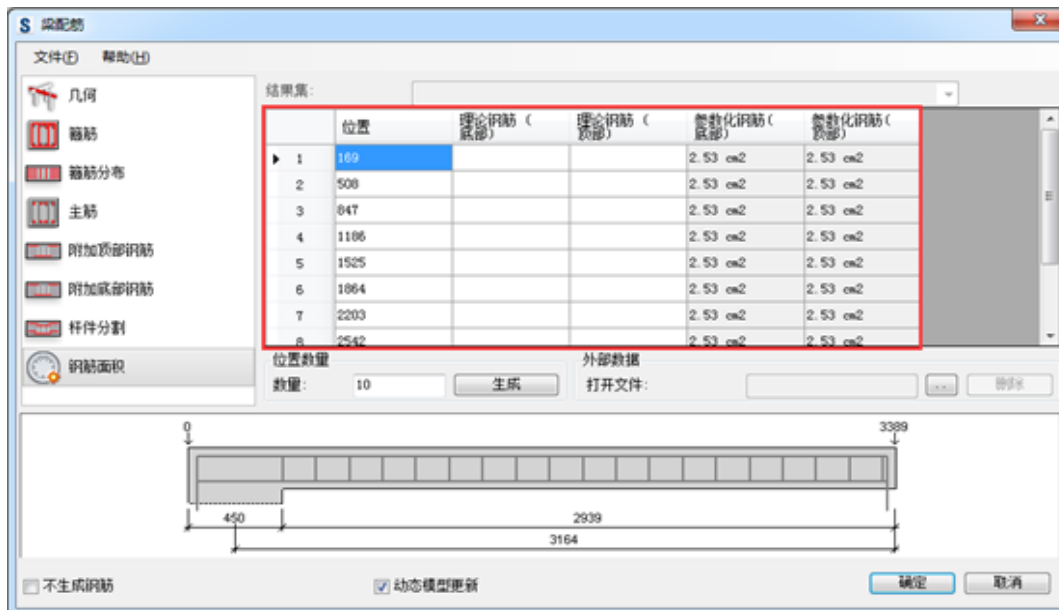 S 梁配筋
文件(F) 帮助(H)
几何
箍筋
箍筋分布
主筋
附加顶部钢筋
附加底部钢筋
杆件分割
钢筋面积
结果集:
位置 理论钢筋(底部) 理论钢筋(顶部) 参数化钢筋(底部) 参数化钢筋(顶部)
1 169 2.53 cm2 2.53 cm2
2 508 2.53 cm2 2.53 cm2
3 847 2.53 cm2 2.53 cm2
4 1186 2.53 cm2 2.53 cm2
5 1525 2.53 cm2 2.53 cm2
6 1864 2.53 cm2 2.53 cm2
7 2203 2.53 cm2 2.53 cm2
8 2542 2.53 cm2 2.53 cm2
位置数量 外部数据
数量: 10 生成 打开文件: .. 删除
0 3389
450 2939
3164
不生成钢筋 动态模型更新 确定 取消